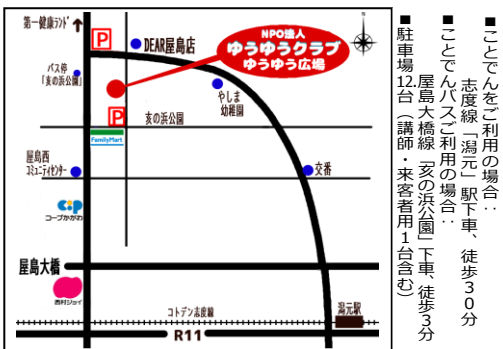 第一健康ランド
P
DEAR屋島店
NPO法人
ゆうゆうクラブ
ゆうゆう広場
バス停
「亥の浜公園」
やしま
幼稚園
P
亥の浜公園
FamilyMart
屋島西
コミュニティセンター
交番
コープかがわ
屋島大橋
西村ジョイ
コトデン志度線
潟元駅
R11
■ことでんをご利用の場合：
志度線「潟元」駅下車、徒歩３０分
■ことでんバスご利用の場合：
屋島大橋線「亥の浜公園」下車、徒歩３分
■駐車場12台（講師・来客者用１台含む）